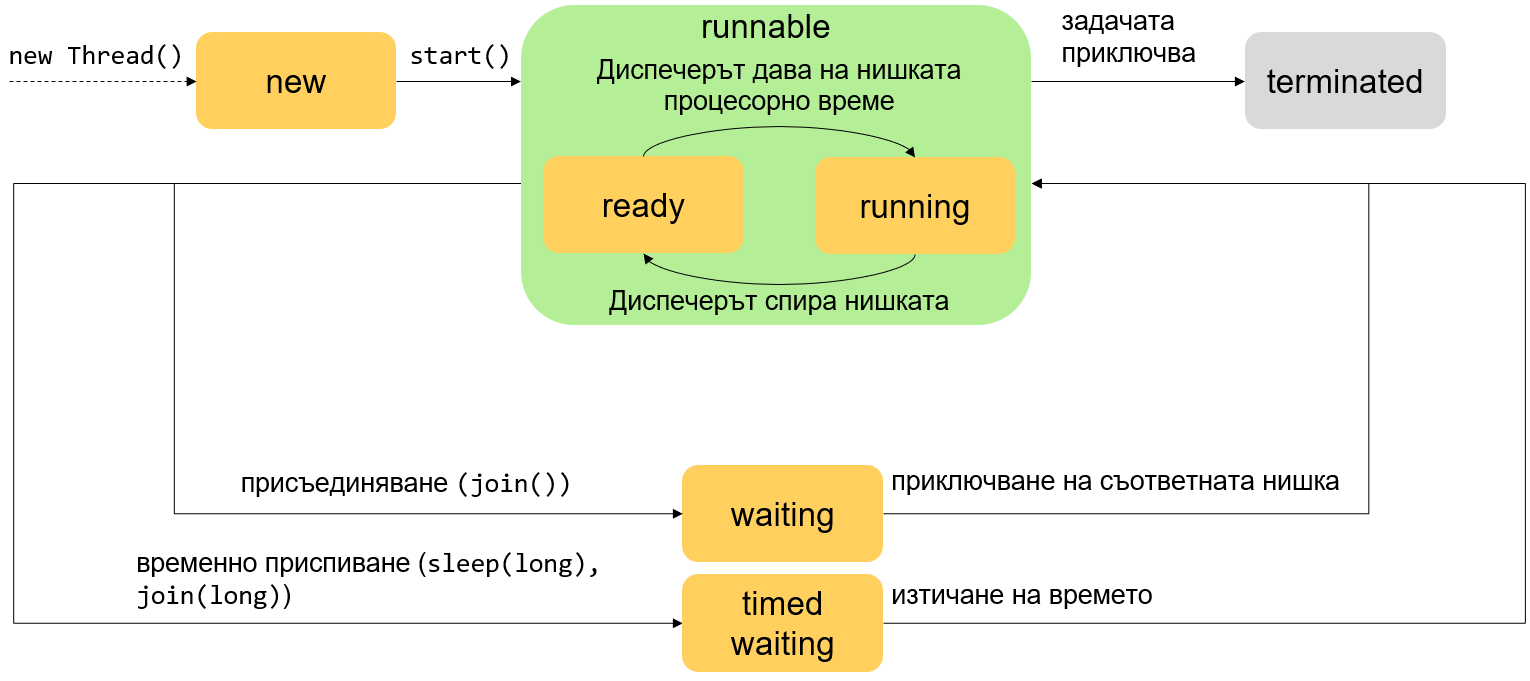 new Thread()
new
start()
runnable
Диспечерът дава на нишката
процесорно време
ready
running
Диспечерът спира нишката
задачата
приключва
terminated
присъединяване (join())
waiting
приключване на съответната нишка
временно приспиване (sleep(long),
join(long))
timed
waiting
изтичане на времето